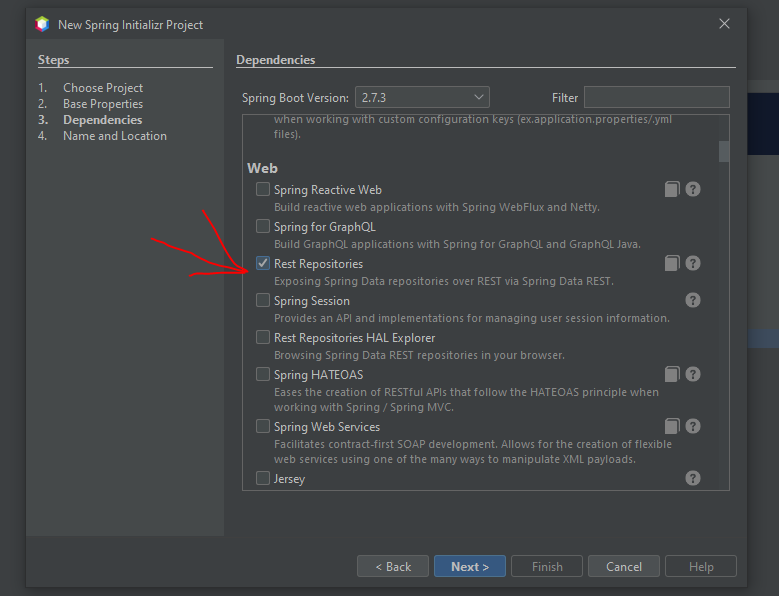 New Spring Initializr Project
Steps
1. Choose Project
2. Base Properties
3. Dependencies
4. Name and Location
Dependencies
Spring Boot Version: 2.7.3 Filter
when working with custom configuration keys (ex.application.properties/.yml
files).
Web
Spring Reactive Web
Build reactive web applications with Spring WebFlux and Netty.
Spring for GraphQL
Build GraphQL applications with Spring for GraphQL and GraphQL Java.
Rest Repositories
Exposing Spring Data repositories over REST via Spring Data REST.
Spring Session
Provides an API and implementations for managing user session information.
Rest Repositories HAL Explorer
Browsing Spring Data REST repositories in your browser.
Spring HATEOAS
Eases the creation of RESTful APIs that follow the HATEOAS principle when
working with Spring / Spring MVC.
Spring Web Services
Facilitates contract-first SOAP development. Allows for the creation of flexible
web services using one of the many ways to manipulate XML payloads.
Jersey
< Back Next > Finish Cancel Help